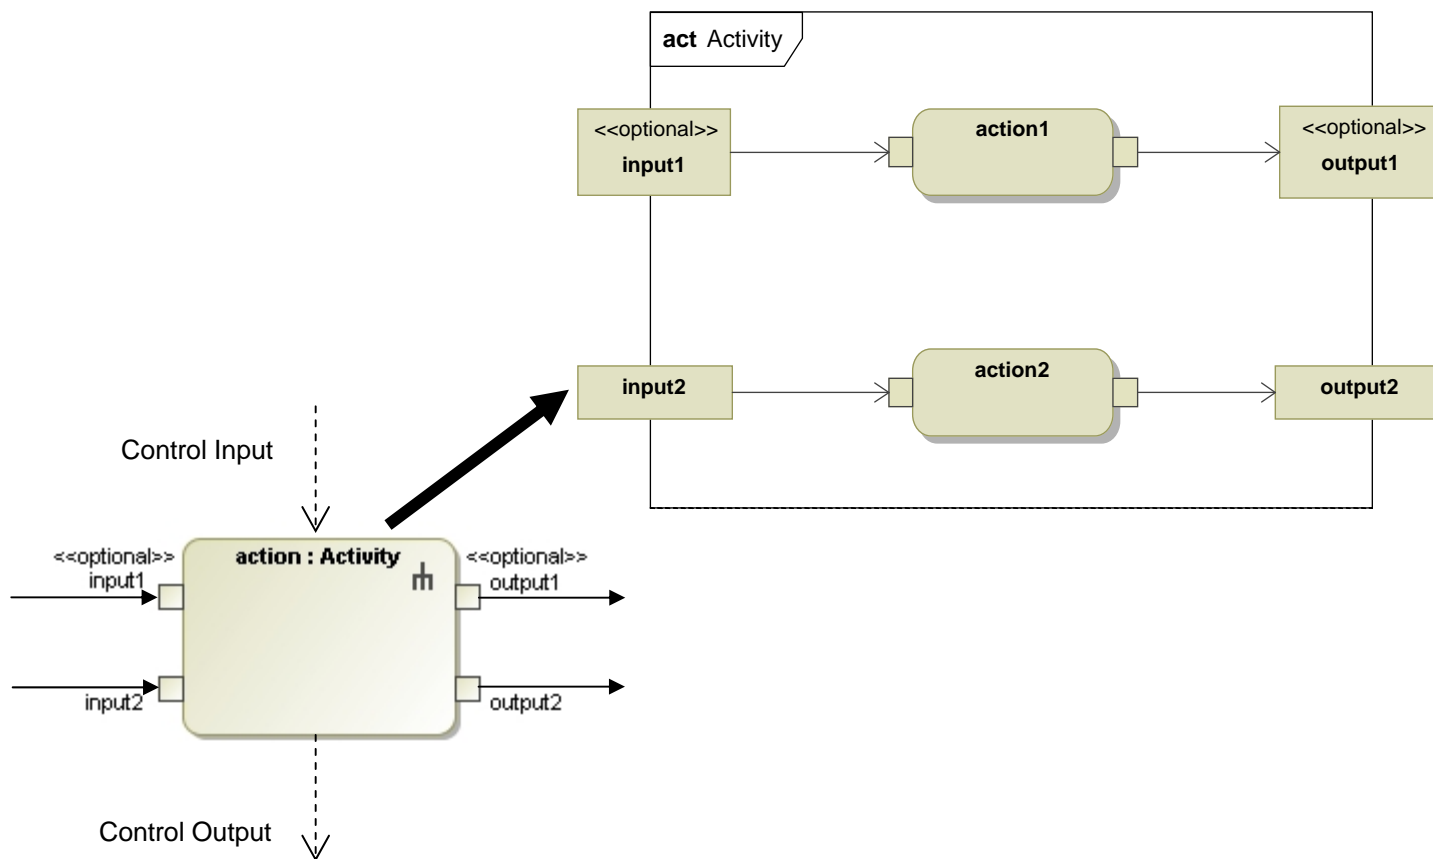 act Activity
<<optional>>
input1
action1
<<optional>>
output1
input2
action2
output2
Control Input
<<optional>>
input1
action : Activity
<<optional>>
output1
input2
output2
Control Output